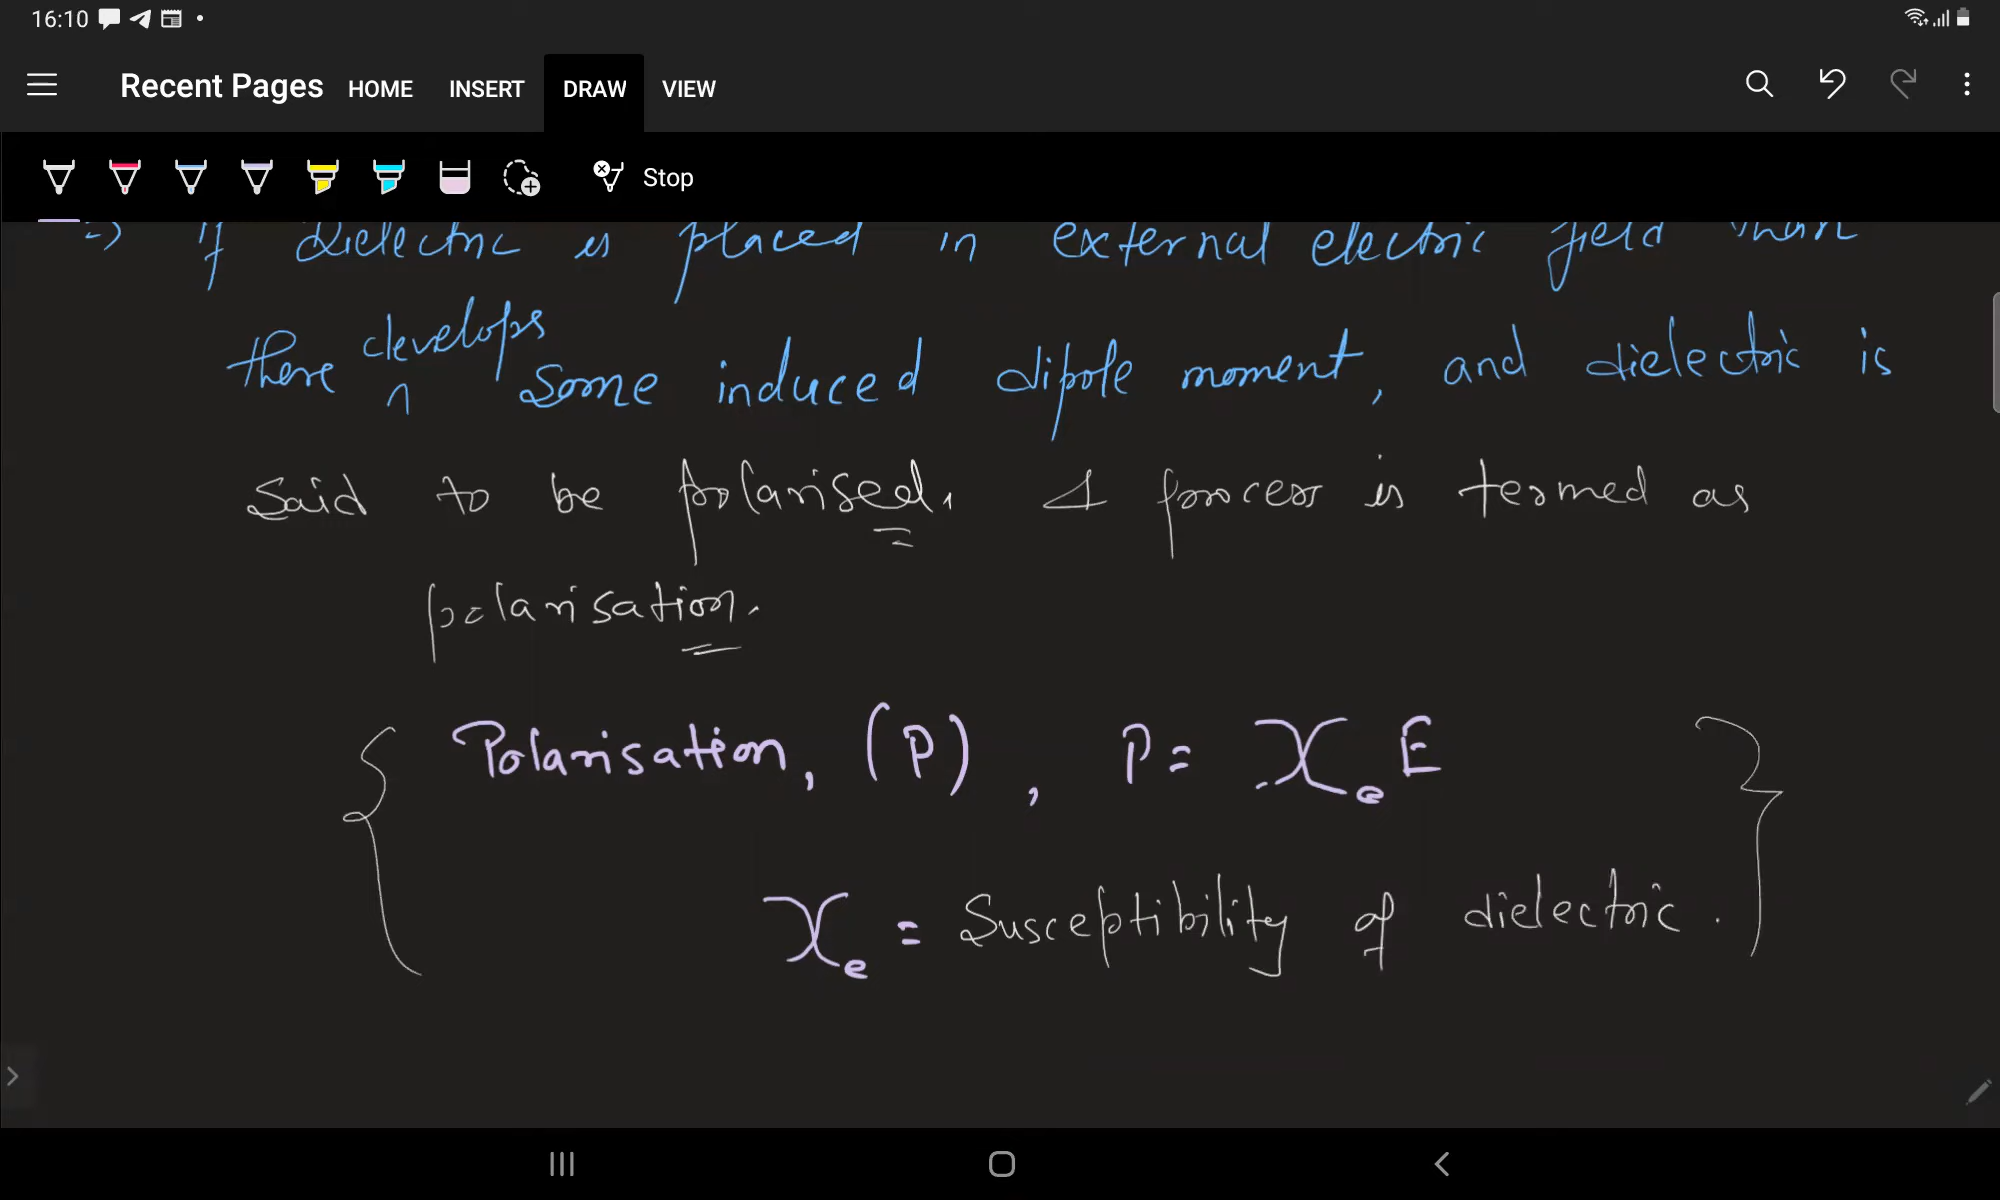 16:10
Recent Pages HOME INSERT DRAW VIEW
Stop
=) if dielectric is placed in external electric field than
there develops some induced dipole moment, and dielectric is
said to be polarised. & process is termed as
polarisation.
Polarisation, (P), P = χe E
χe = Susceptibility of dielectric.